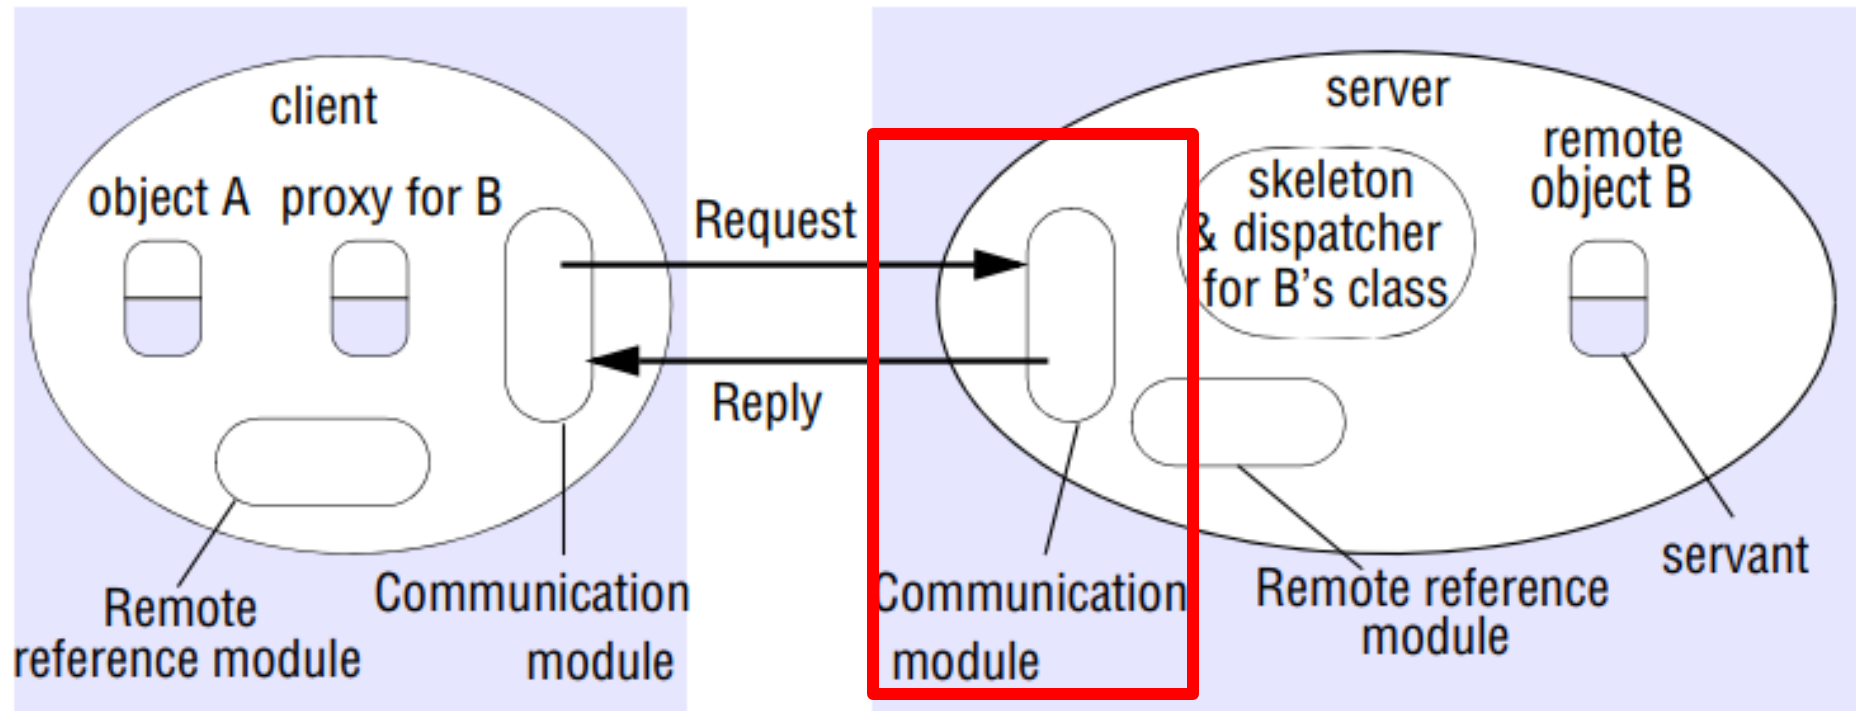 client
object A
proxy for B
Request
Reply
Remote
reference module
Communication
module
server
skeleton
& dispatcher
for B's class
remote
object B
Communication
module
Remote reference
module
servant